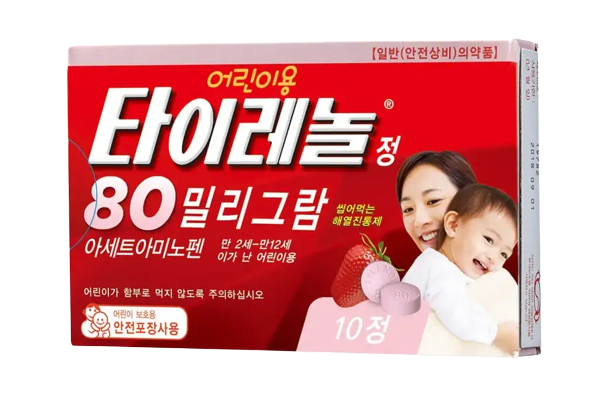 [일반(안전상비)의약품]
어린이용
타이레놀®정
80밀리그람
씹어먹는
해열진통제
아세트아미노펜
만 2세-만12세
이가 난 어린이용
어린이가 함부로 먹지 않도록 주의하십시오
어린이 보호용
안전포장사용
10정